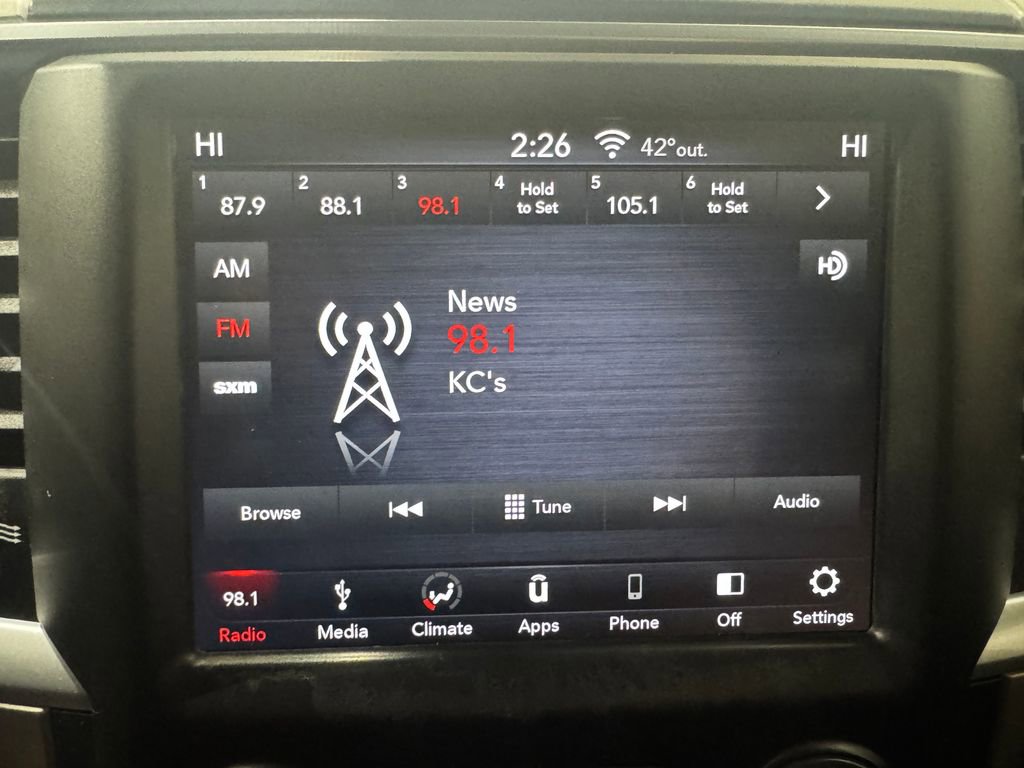 HI 2:26 42°out. HI
1 87.9 2 88.1 3 98.1 4 Hold to Set 5 105.1 6 Hold to Set
AM
HD
News
FM
98.1
sxm
KC's
Browse Tune Audio
98.1
Radio Media Climate Apps Phone Off Settings